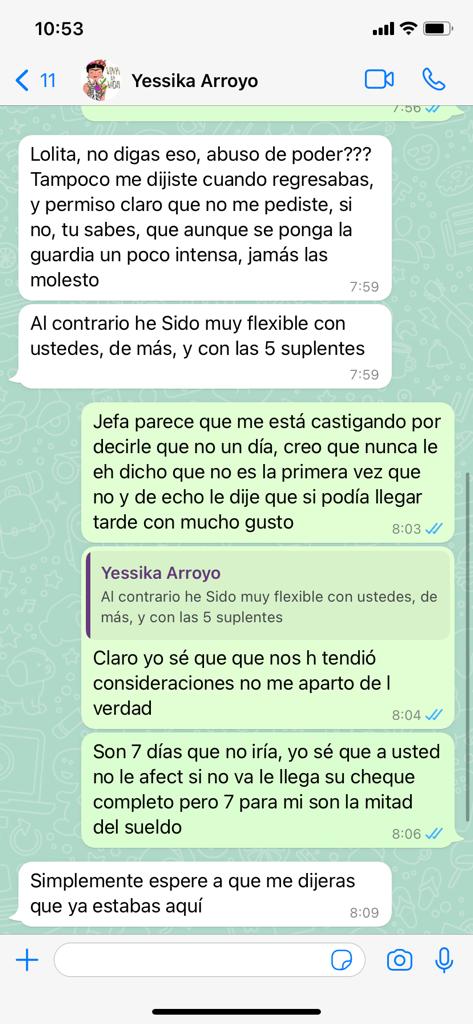 10:53
11
Yessika Arroyo
7:56
Lolita, no digas eso, abuso de poder???
Tampoco me dijiste cuando regresabas,
y permiso claro que no me pediste, si
no, tu sabes, que aunque se ponga la
guardia un poco intensa, jamás las
molesto
7:59
Al contrario he Sido muy flexible con
ustedes, de más, y con las 5 suplentes
7:59
Jefa parece que me está castigando por
decirle que no un día, creo que nunca le
eh dicho que no es la primera vez que
no y de echo le dije que si podía llegar
tarde con mucho gusto
8:03
Yessika Arroyo
Al contrario he Sido muy flexible con ustedes, de
más, y con las 5 suplentes
Claro yo sé que que nos h tendió
consideraciones no me aparto de l
verdad
8:04
Son 7 días que no iría, yo sé que a usted
no le afect si no va le llega su cheque
completo pero 7 para mi son la mitad
del sueldo
8:06
Simplemente espere a que me dijeras
que ya estabas aquí
8:09